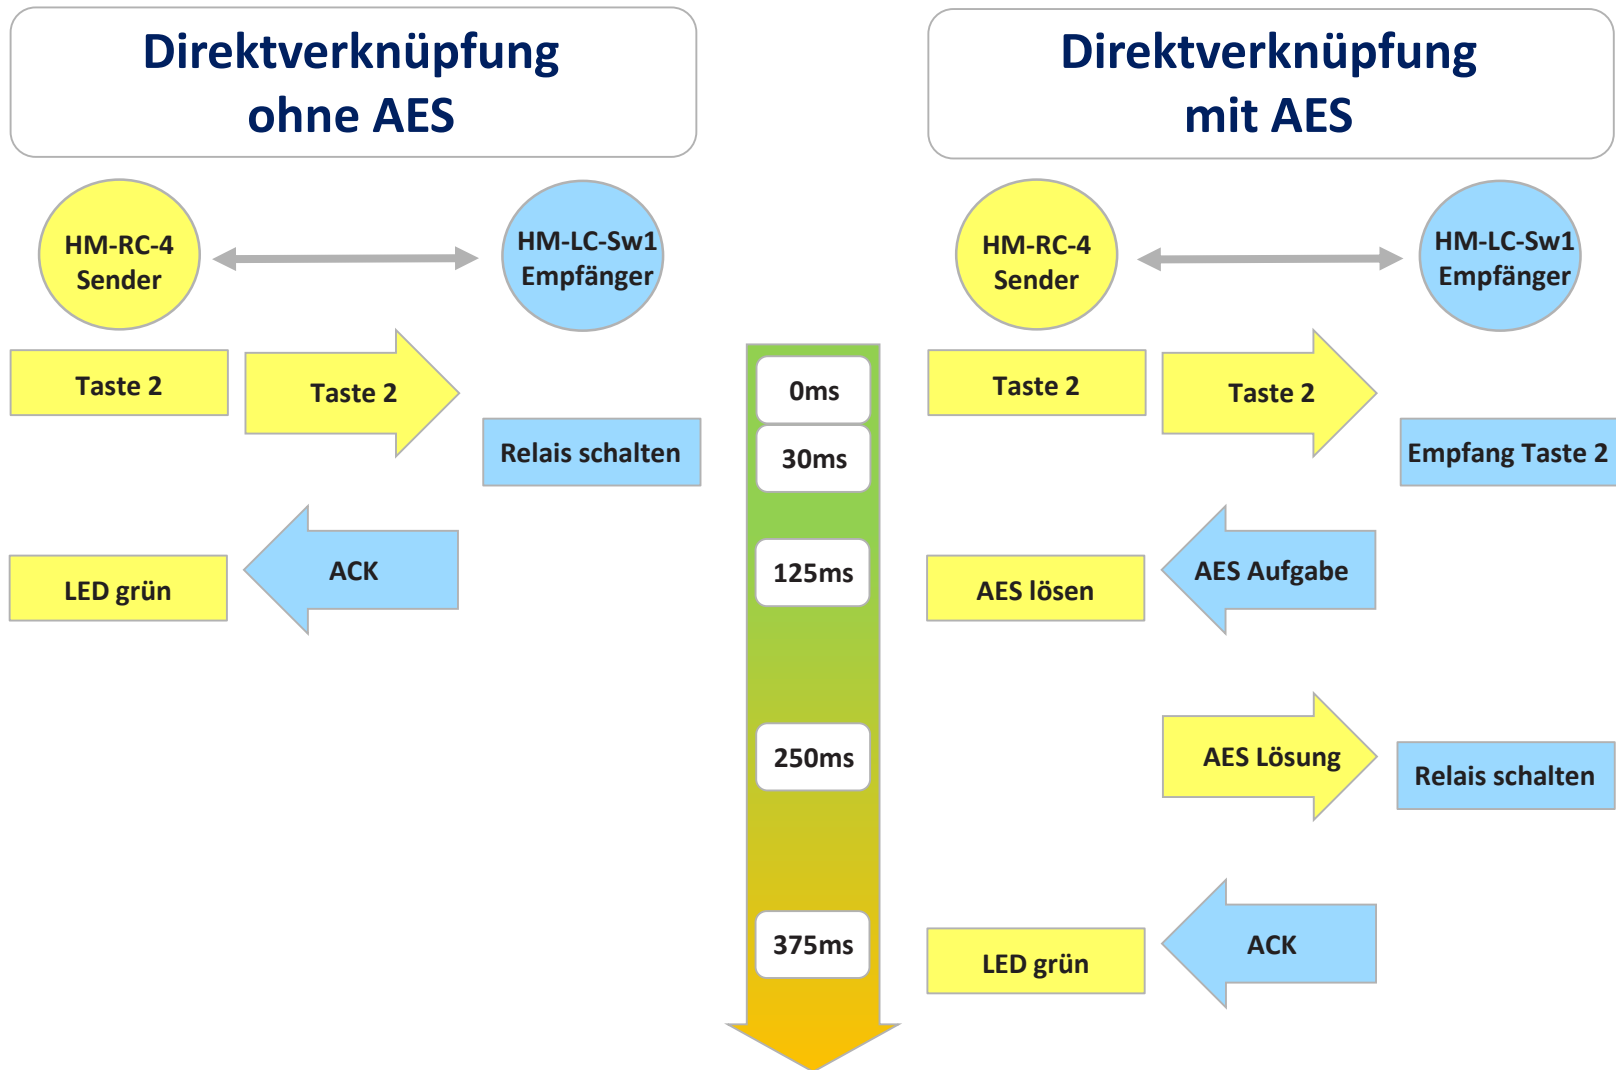 Direktverknüpfung
ohne AES
Direktverknüpfung
mit AES
HM-RC-4
Sender
HM-LC-Sw1
Empfänger
HM-RC-4
Sender
HM-LC-Sw1
Empfänger
Taste 2
Taste 2
0ms
Taste 2
Taste 2
Relais schalten
30ms
Empfang Taste 2
LED grün
ACK
125ms
AES lösen
AES Aufgabe
250ms
AES Lösung
Relais schalten
375ms
LED grün
ACK